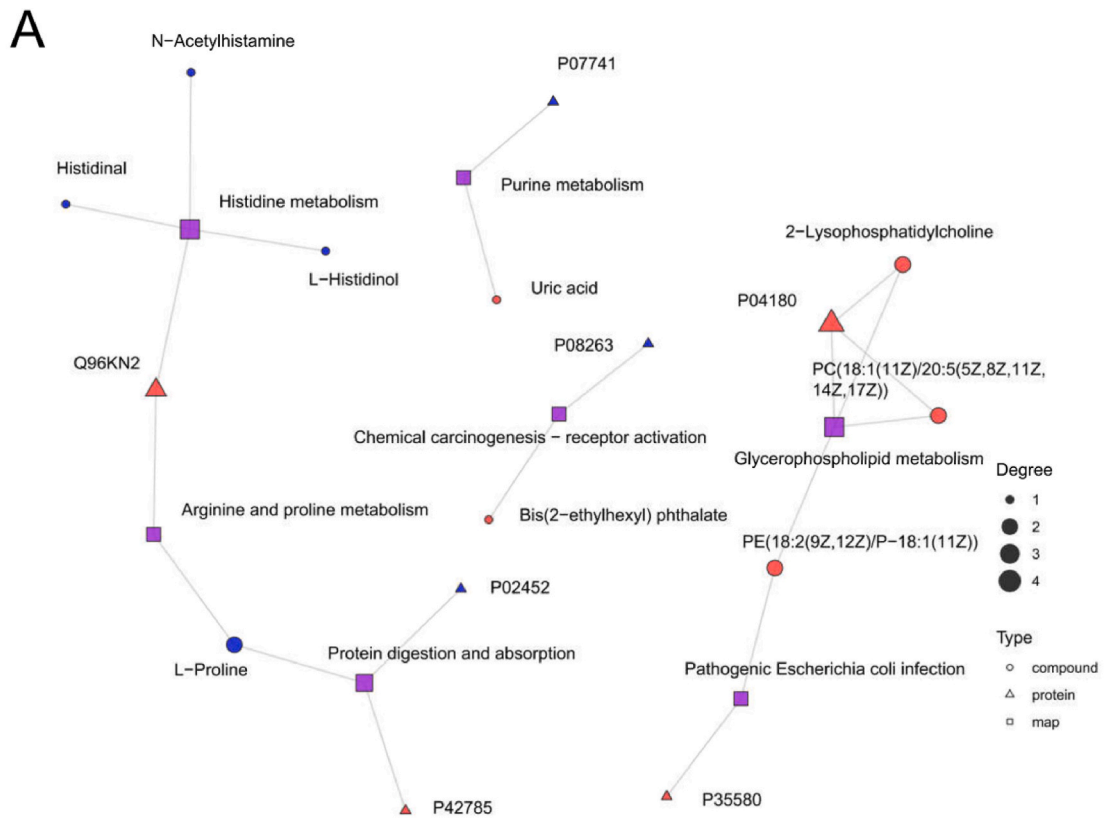 A
N−Acetylhistamine
P07741
Histidinal
Purine metabolism
Histidine metabolism
2−Lysophosphatidylcholine
L−Histidinol
Uric acid
P04180
P08263
Q96KN2
PC(18:1(11Z)/20:5(5Z,8Z,11Z,
14Z,17Z))
Chemical carcinogenesis − receptor activation
Glycerophospholipid metabolism
Degree
1
2
3
4
Arginine and proline metabolism
Bis(2−ethylhexyl) phthalate
PE(18:2(9Z,12Z)/P−18:1(11Z))
P02452
Type
compound
protein
map
Protein digestion and absorption
L−Proline
Pathogenic Escherichia coli infection
P42785
P35580